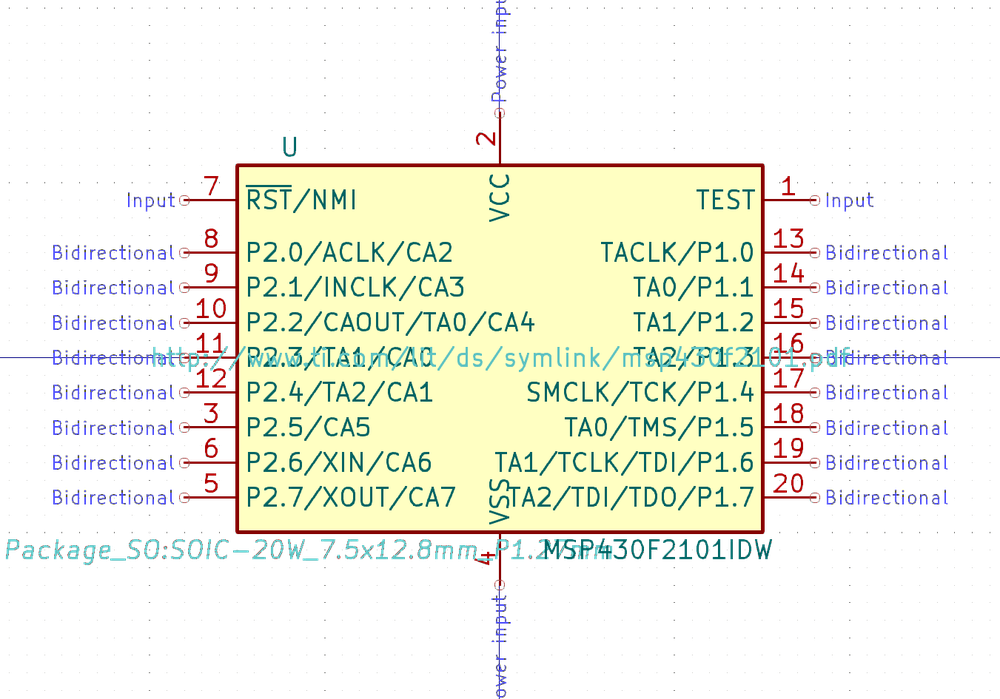 Power input
2
U
VCC
Input 7 RST/NMI TEST 1 Input
Bidirectional 8 P2.0/ACLK/CA2 TACLK/P1.0 13 Bidirectional
Bidirectional 9 P2.1/INCLK/CA3 TA0/P1.1 14 Bidirectional
Bidirectional 10 P2.2/CAOUT/TA0/CA4 TA1/P1.2 15 Bidirectional
Bidirectional 11 P2.3/TA1/CA0 TA2/P1.3 16 Bidirectional
http://www.ti.com/lit/ds/symlink/msp430f2101.pdf
Bidirectional 12 P2.4/TA2/CA1 SMCLK/TCK/P1.4 17 Bidirectional
Bidirectional 3 P2.5/CA5 TA0/TMS/P1.5 18 Bidirectional
Bidirectional 6 P2.6/XIN/CA6 TA1/TCLK/TDI/P1.6 19 Bidirectional
Bidirectional 5 P2.7/XOUT/CA7 TA2/TDI/TDO/P1.7 20 Bidirectional
VSS
Package_SO:SOIC-20W_7.5x12.8mm_P1.27mm
MSP430F2101IDW
4
ower input